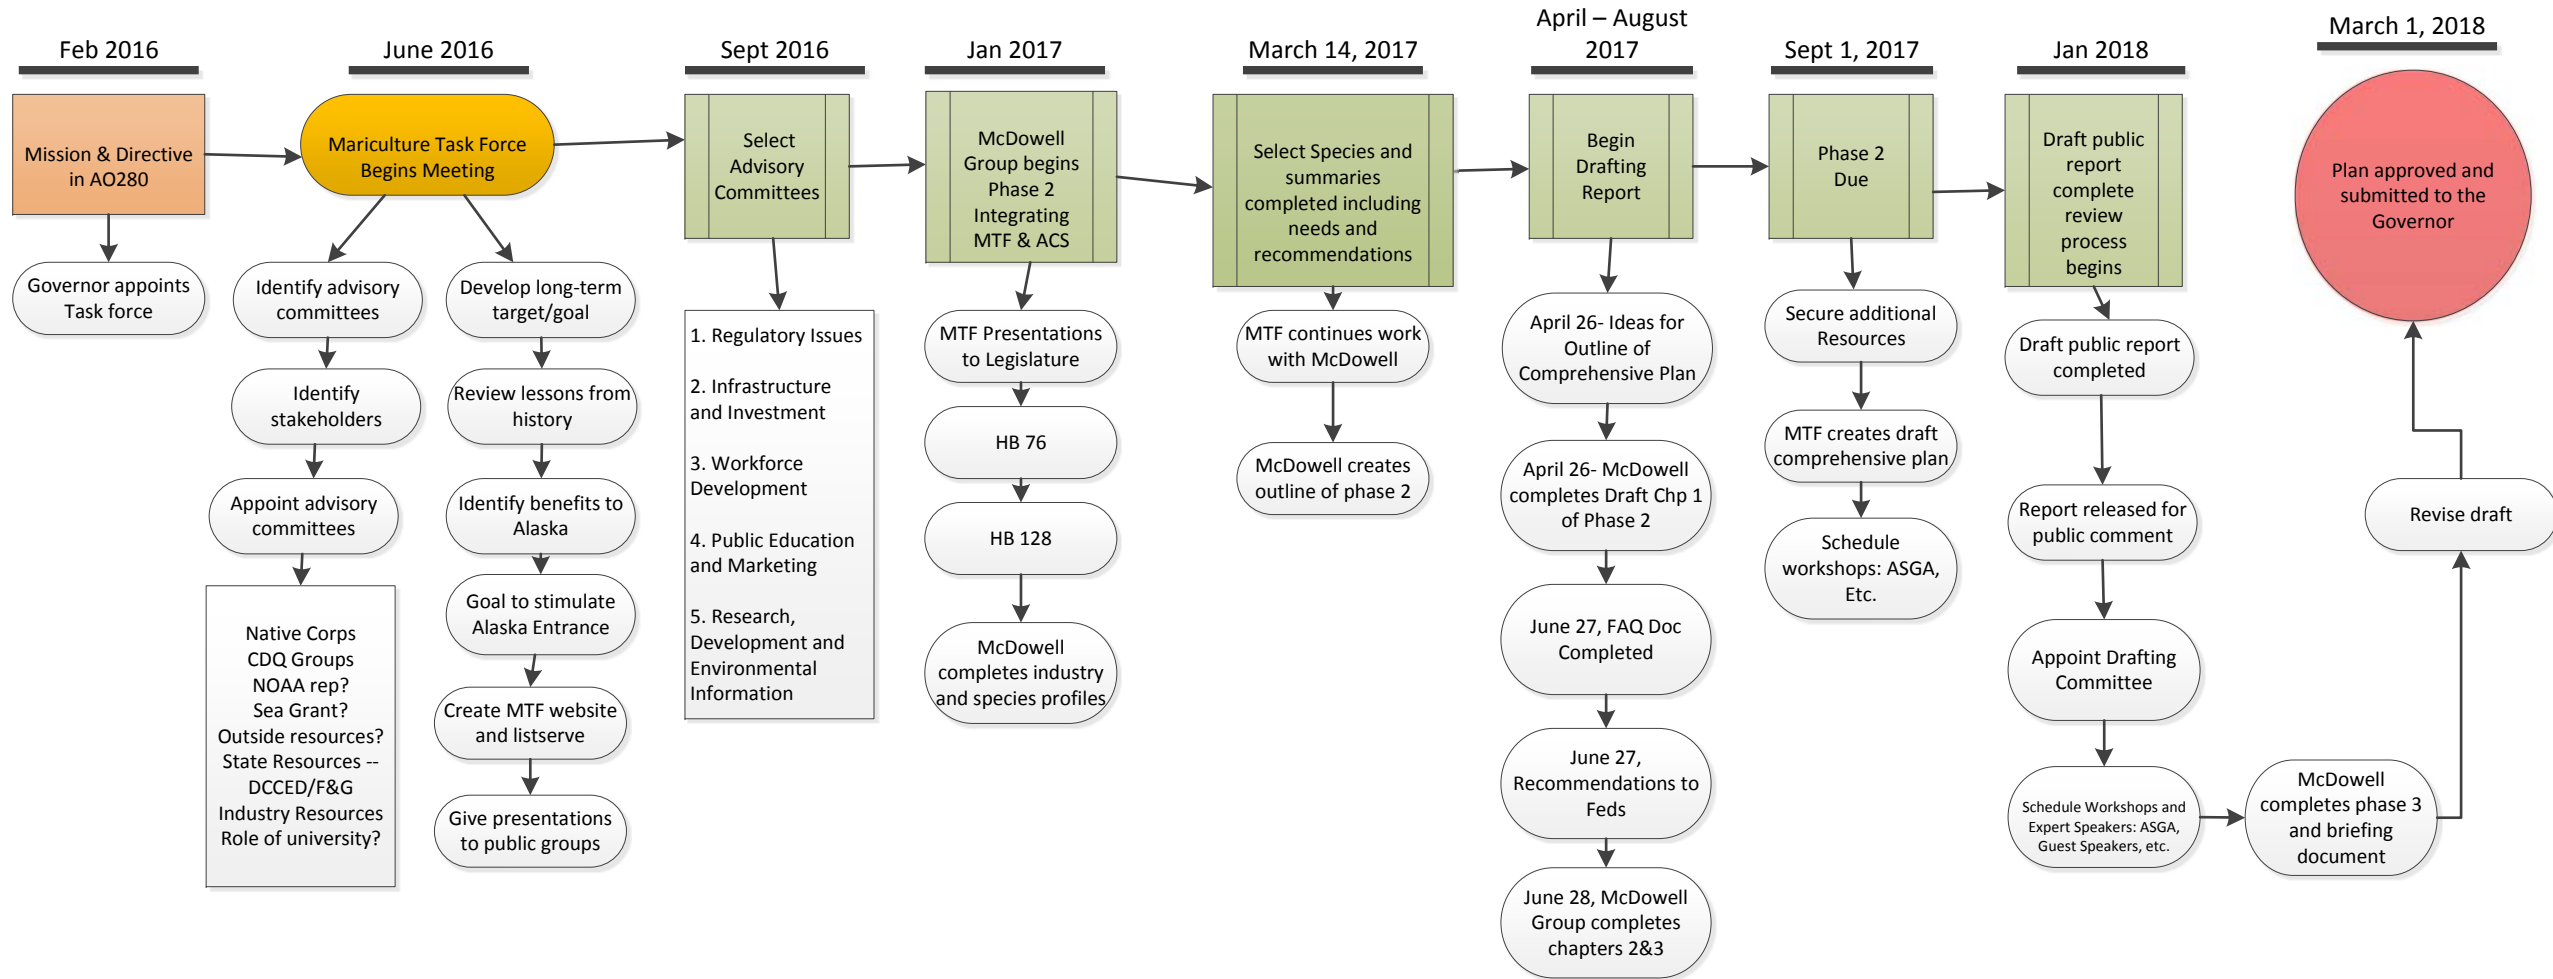 Feb 2016
Mission & Directive
in AO280
Governor appoints
Task force
June 2016
Mariculture Task Force
Begins Meeting
Identify advisory
committees
Identify
stakeholders
Appoint advisory
committees
Native Corps
CDQ Groups
NOAA rep?
Sea Grant?
Outside resources?
State Resources --
DCCED/F&G
Industry Resources
Role of university?
Develop long-term
target/goal
Review lessons from
history
Identify benefits to
Alaska
Goal to stimulate
Alaska Entrance
Create MTF website
and listserve
Give presentations
to public groups
Sept 2016
Select
Advisory
Committees
1. Regulatory Issues
2. Infrastructure
and Investment
3. Workforce
Development
4. Public Education
and Marketing
5. Research,
Development and
Environmental
Information
Jan 2017
McDowell
Group begins
Phase 2
Integrating
MTF & ACS
MTF Presentations
to Legislature
HB 76
HB 128
McDowell
completes industry
and species profiles
March 14, 2017
Select Species and
summaries
completed including
needs and
recommendations
MTF continues work
with McDowell
McDowell creates
outline of phase 2
April – August
2017
Begin
Drafting
Report
April 26- Ideas for
Outline of
Comprehensive Plan
April 26- McDowell
completes Draft Chp 1
of Phase 2
June 27, FAQ Doc
Completed
June 27,
Recommendations to
Feds
June 28, McDowell
Group completes
chapters 2&3
Sept 1, 2017
Phase 2
Due
Secure additional
Resources
MTF creates draft
comprehensive plan
Schedule
workshops: ASGA,
Etc.
Jan 2018
Draft public
report
complete
review
process
begins
Draft public report
completed
Report released for
public comment
Appoint Drafting
Committee
Schedule Workshops and
Expert Speakers: ASGA,
Guest Speakers, etc.
McDowell
completes phase 3
and briefing
document
Revise draft
March 1, 2018
Plan approved and
submitted to the
Governor